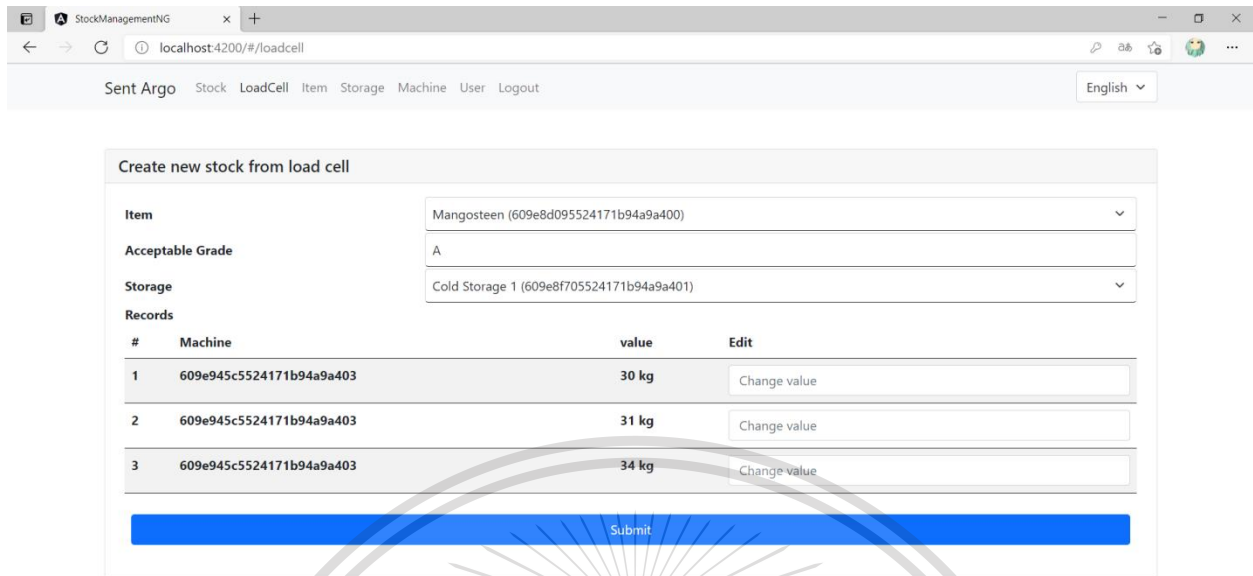 StockManagementNG
localhost:4200/#/loadcell
Sent Argo Stock LoadCell Item Storage Machine User Logout English
Create new stock from load cell
Item Mangosteen (609e8d095524171b94a9a400)
Acceptable Grade A
Storage Cold Storage 1 (609e8f705524171b94a9a401)
Records
# Machine value Edit
1 609e945c5524171b94a9a403 30 kg Change value
2 609e945c5524171b94a9a403 31 kg Change value
3 609e945c5524171b94a9a403 34 kg Change value
Submit